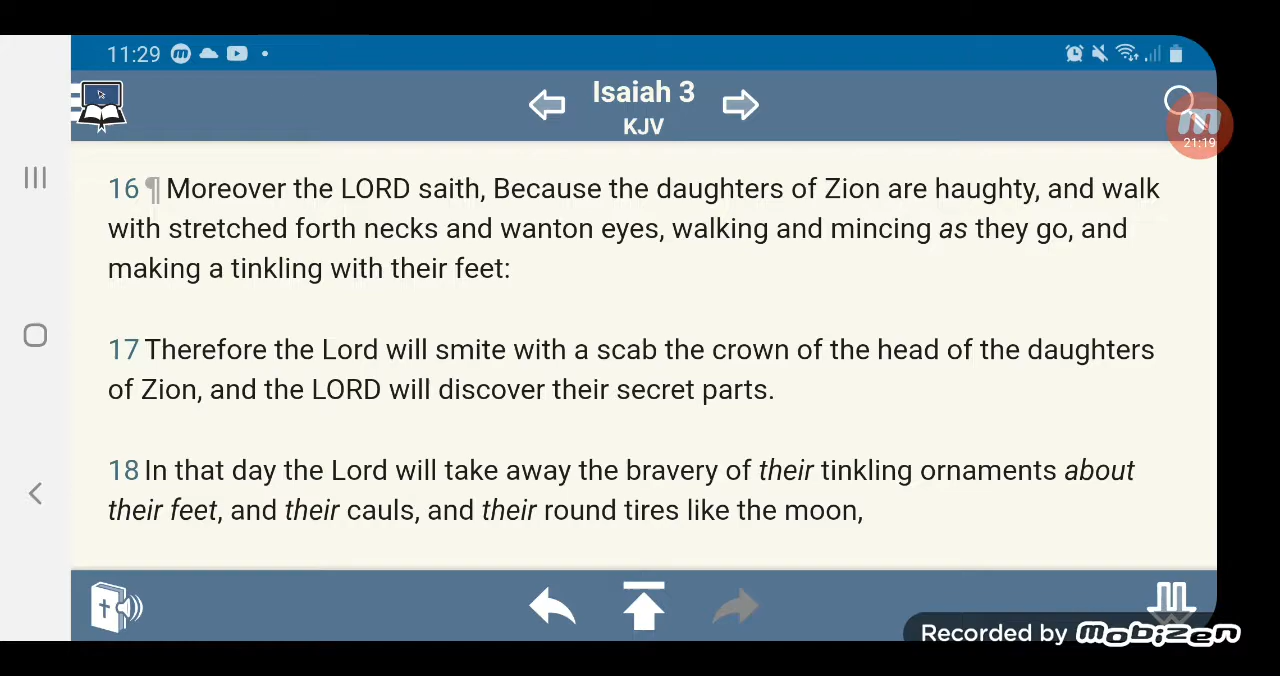 11:29
Isaiah 3
KJV
21:19
16 ¶ Moreover the LORD saith, Because the daughters of Zion are haughty, and walk
with stretched forth necks and wanton eyes, walking and mincing as they go, and
making a tinkling with their feet:
17 Therefore the Lord will smite with a scab the crown of the head of the daughters
of Zion, and the LORD will discover their secret parts.
18 In that day the Lord will take away the bravery of their tinkling ornaments about
their feet, and their cauls, and their round tires like the moon,
Recorded by mobizen